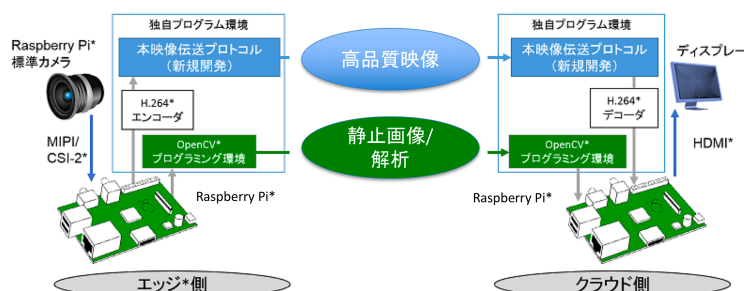 Raspberry Pi*
標準カメラ
MIPI/
CSI-2*
独自プログラム環境
本映像伝送プロトコル
(新規開発)
H.264*
エンコーダ
OpenCV*
プログラミング環境
Raspberry Pi*
エッジ*側
高品質映像
静止画像/
解析
独自プログラム環境
本映像伝送プロトコル
(新規開発)
H.264*
デコーダ
OpenCV*
プログラミング環境
Raspberry Pi*
ディスプレー
HDMI*
クラウド側